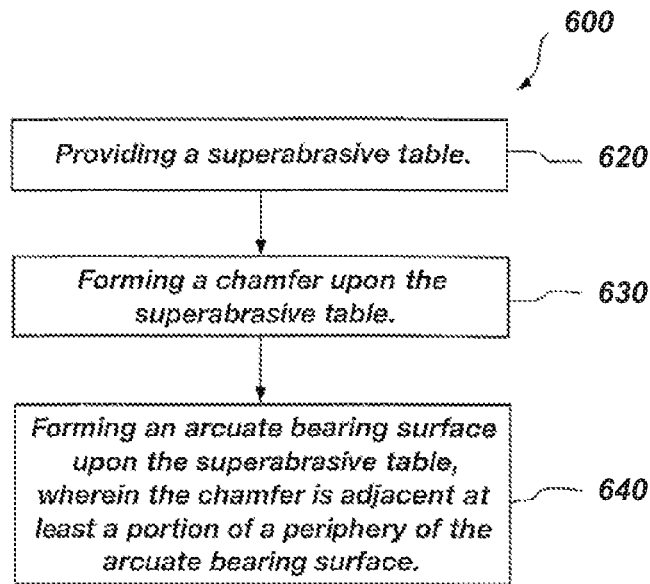 600
Providing a superabrasive table.
620
Forming a chamfer upon the
superabrasive table.
630
Forming an arcuate bearing surface
upon the superabrasive table,
wherein the chamfer is adjacent at
least a portion of a periphery of the
arcuate bearing surface.
640